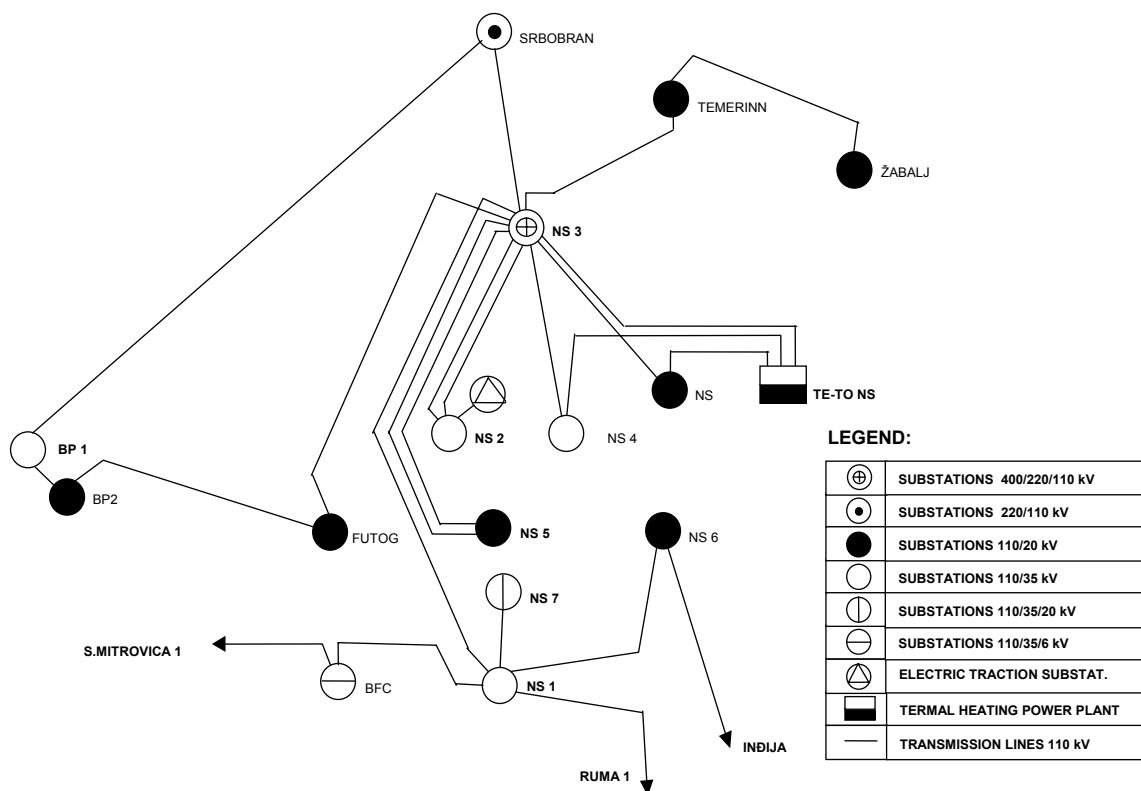 SRBOBRAN
TEMERINN
ŽABALJ
NS 3
NS
TE-TO NS
NS 2
NS 4
BP 1
BP2
FUTOG
NS 5
NS 6
NS 7
S.MITROVICA 1
BFC
NS 1
INĐIJA
RUMA 1
LEGEND:
SUBSTATIONS 400/220/110 kV
SUBSTATIONS 220/110 kV
SUBSTATIONS 110/20 kV
SUBSTATIONS 110/35 kV
SUBSTATIONS 110/35/20 kV
SUBSTATIONS 110/35/6 kV
ELECTRIC TRACTION SUBSTAT.
TERMAL HEATING POWER PLANT
TRANSMISSION LINES 110 kV